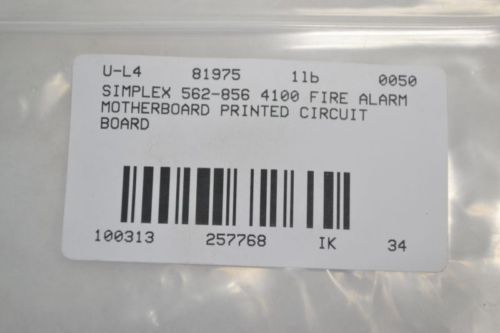 U-L4 81975 1lb 0050
SIMPLEX 562-856 4100 FIRE ALARM
MOTHERBOARD PRINTED CIRCUIT
BOARD
100313 257768 IK 34